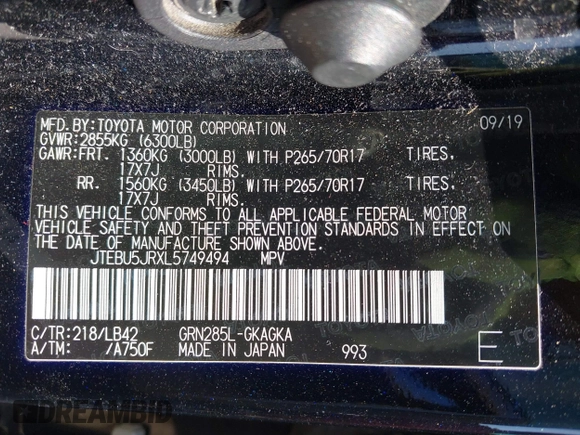 MFD.BY:TOYOTA MOTOR CORPORATION 09/19
GVWR:2855KG (6300LB)
GAWR:FRT. 1360KG (3000LB) WITH P265/70R17 TIRES,
17X7J RIMS.
RR. 1560KG (3450LB) WITH P265/70R17 TIRES,
17X7J RIMS.
THIS VEHICLE CONFORMS TO ALL APPLICABLE FEDERAL MOTOR
VEHICLE SAFETY AND THEFT PREVENTION STANDARDS IN EFFECT ON
THE DATE OF MANUFACTURE SHOWN ABOVE.
JTEBU5JRXL5749494 MPV
C/TR:218/LB42 GRN285L-GKAGKA
A/TM: /A750F MADE IN JAPAN 993 E
DREAMBID